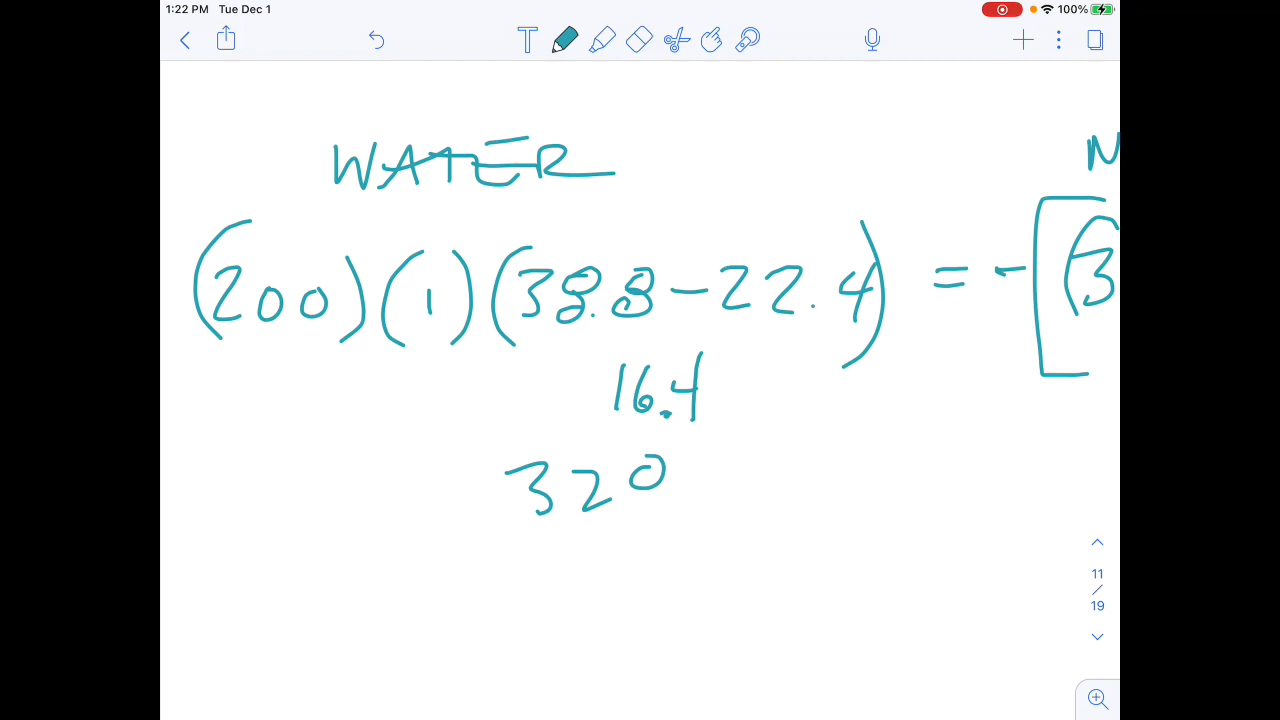 1:22 PM Tue Dec 1
100%
T
WATER
N
(200)(1)(38.8-22.4) = -[(3
16.4
320
11
/
19